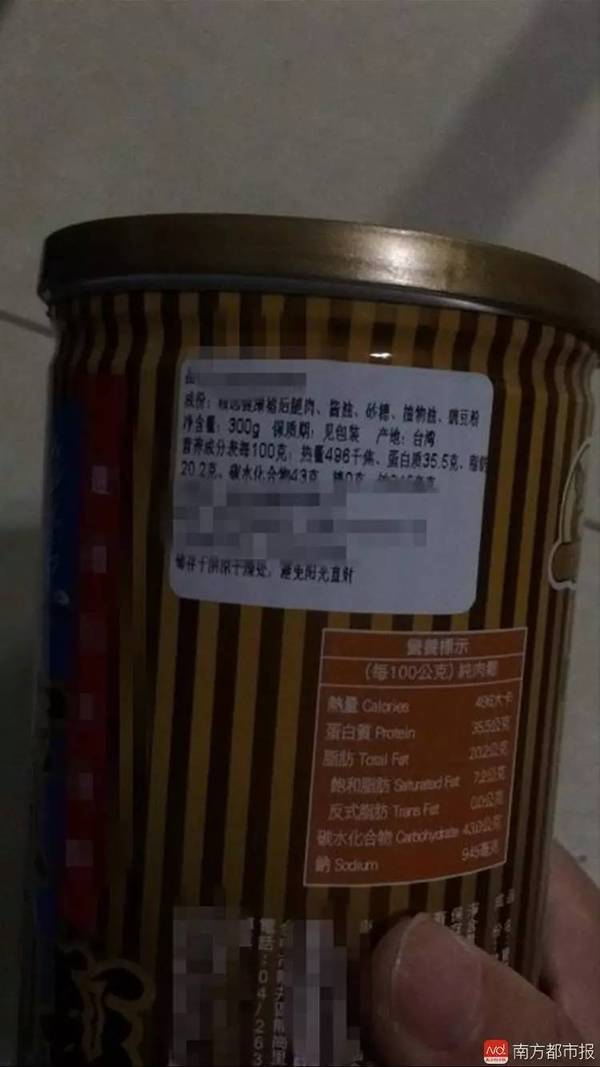 成份：精选健康猪后腿肉、酱油、砂糖、植物油、豌豆粉
净含量：300g 保质期：见包装 产地：台湾
营养成分表每100克：热量496千焦、蛋白质35.5克、脂肪
20.2克、碳水化合物43克
储存于阴凉干燥处，避免阳光直射
營養標示
(每100公克) 純肉鬆
熱量 Calories 496大卡
蛋白質 Protein 35.5公克
脂肪 Total Fat 20.2公克
飽和脂肪 Saturated Fat 7.2公克
反式脂肪 Trans Fat 0.0公克
碳水化合物 Carbohydrate 43.0公克
鈉 Sodium 945毫克
電話：04/263
南方都市报